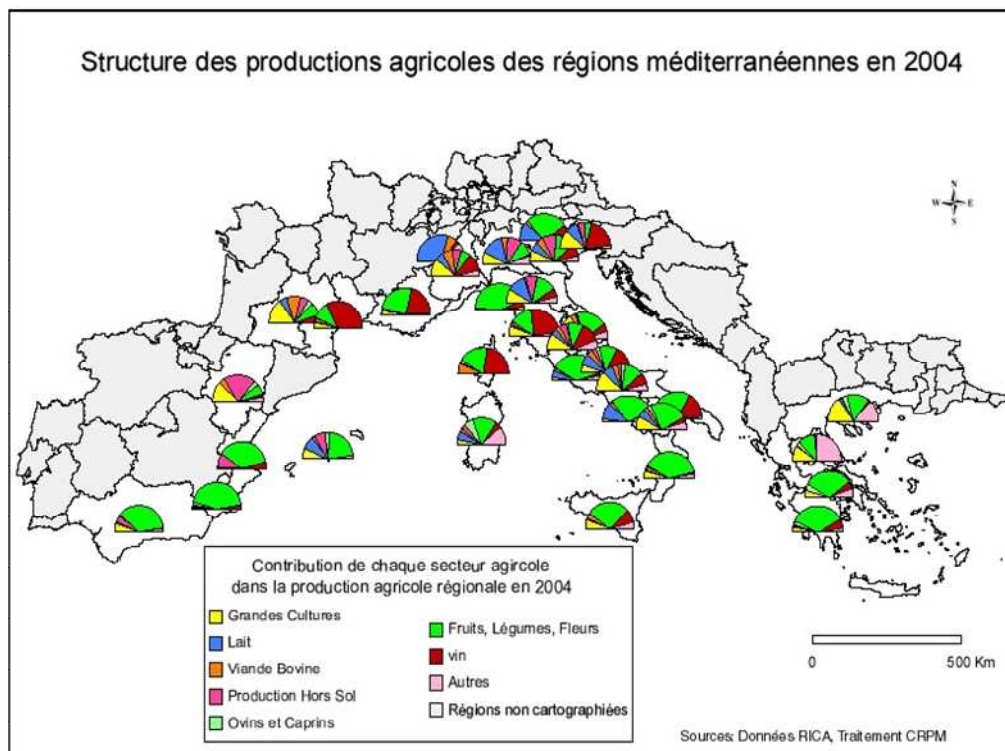 Structure des productions agricoles des régions méditerranéennes en 2004
N
W E
S
Contribution de chaque secteur agircole
dans la production agricole régionale en 2004
Grandes Cultures
Lait
Viande Bovine
Production Hors Sol
Ovins et Caprins
Fruits, Légumes, Fleurs
vin
Autres
Régions non cartographiées
0 500 Km
Sources: Données RICA, Traitement CRPM